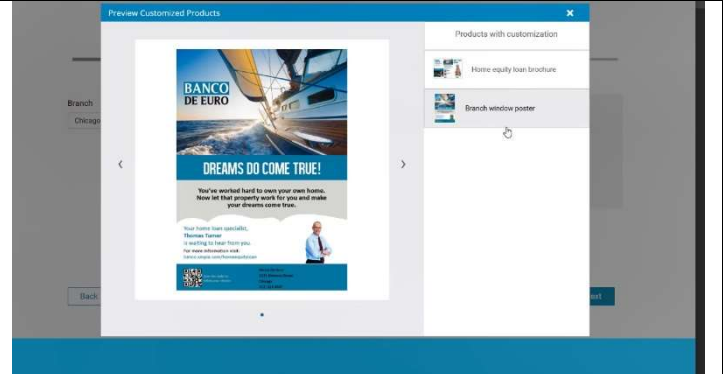 Preview Customized Products
Products with customization
Home equity loan brochure
Branch window poster
Branch
Chicago
BANCO
DE EURO
DREAMS DO COME TRUE!
You've worked hard to own your own home.
Now let that property work for you and make
your dreams come true.
Your home loan specialist,
Thomas Turner
is waiting to hear from you.
For more information visit:
Back